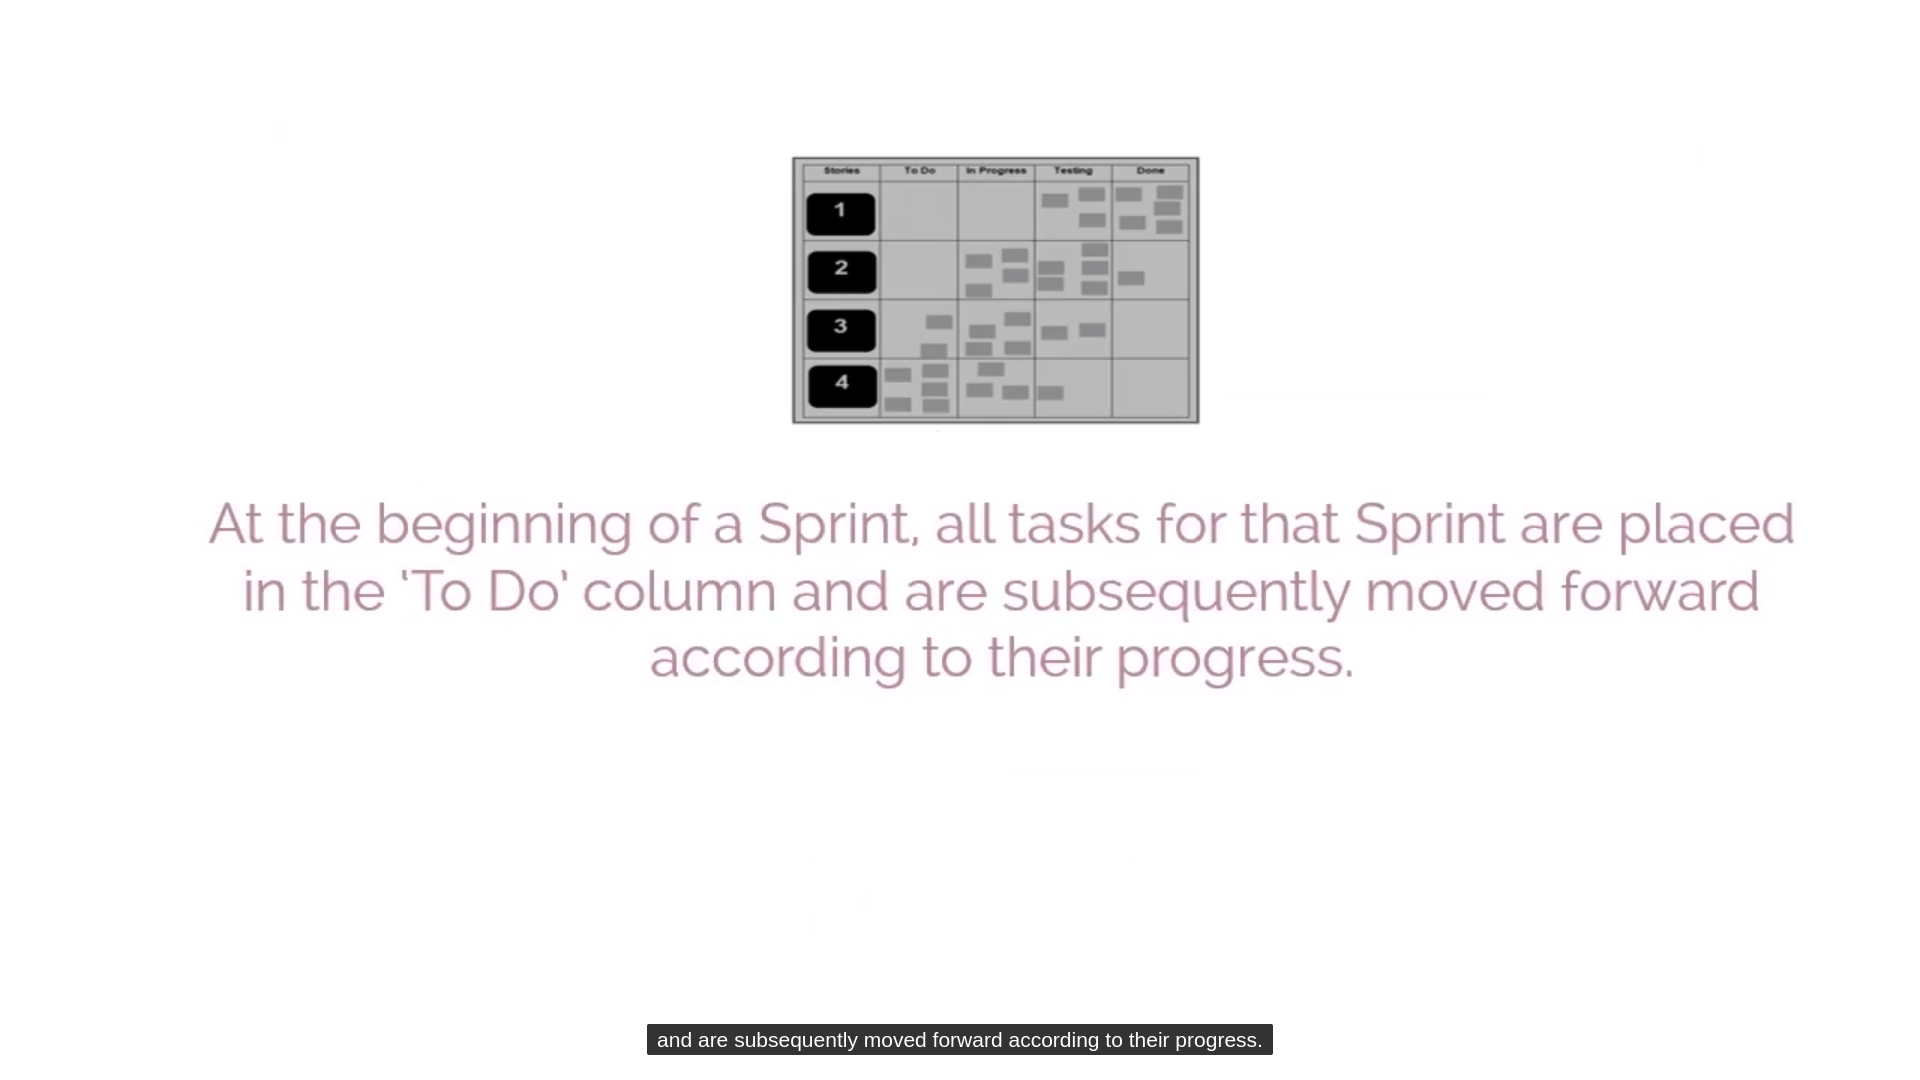 Stories To Do In Progress Testing Done
1
2
3
4
At the beginning of a Sprint, all tasks for that Sprint are placed
in the ‘To Do’ column and are subsequently moved forward
according to their progress.
and are subsequently moved forward according to their progress.